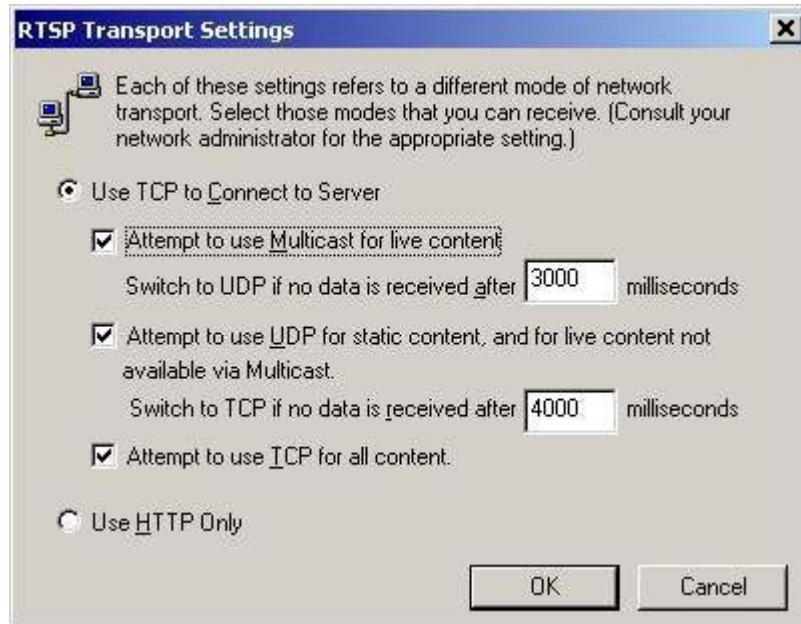 RTSP Transport Settings
Each of these settings refers to a different mode of network
transport. Select those modes that you can receive. (Consult your
network administrator for the appropriate setting.)
Use TCP to Connect to Server
Attempt to use Multicast for live content
Switch to UDP if no data is received after 3000 milliseconds
Attempt to use UDP for static content, and for live content not
available via Multicast.
Switch to TCP if no data is received after 4000 milliseconds
Attempt to use TCP for all content.
Use HTTP Only
OK Cancel